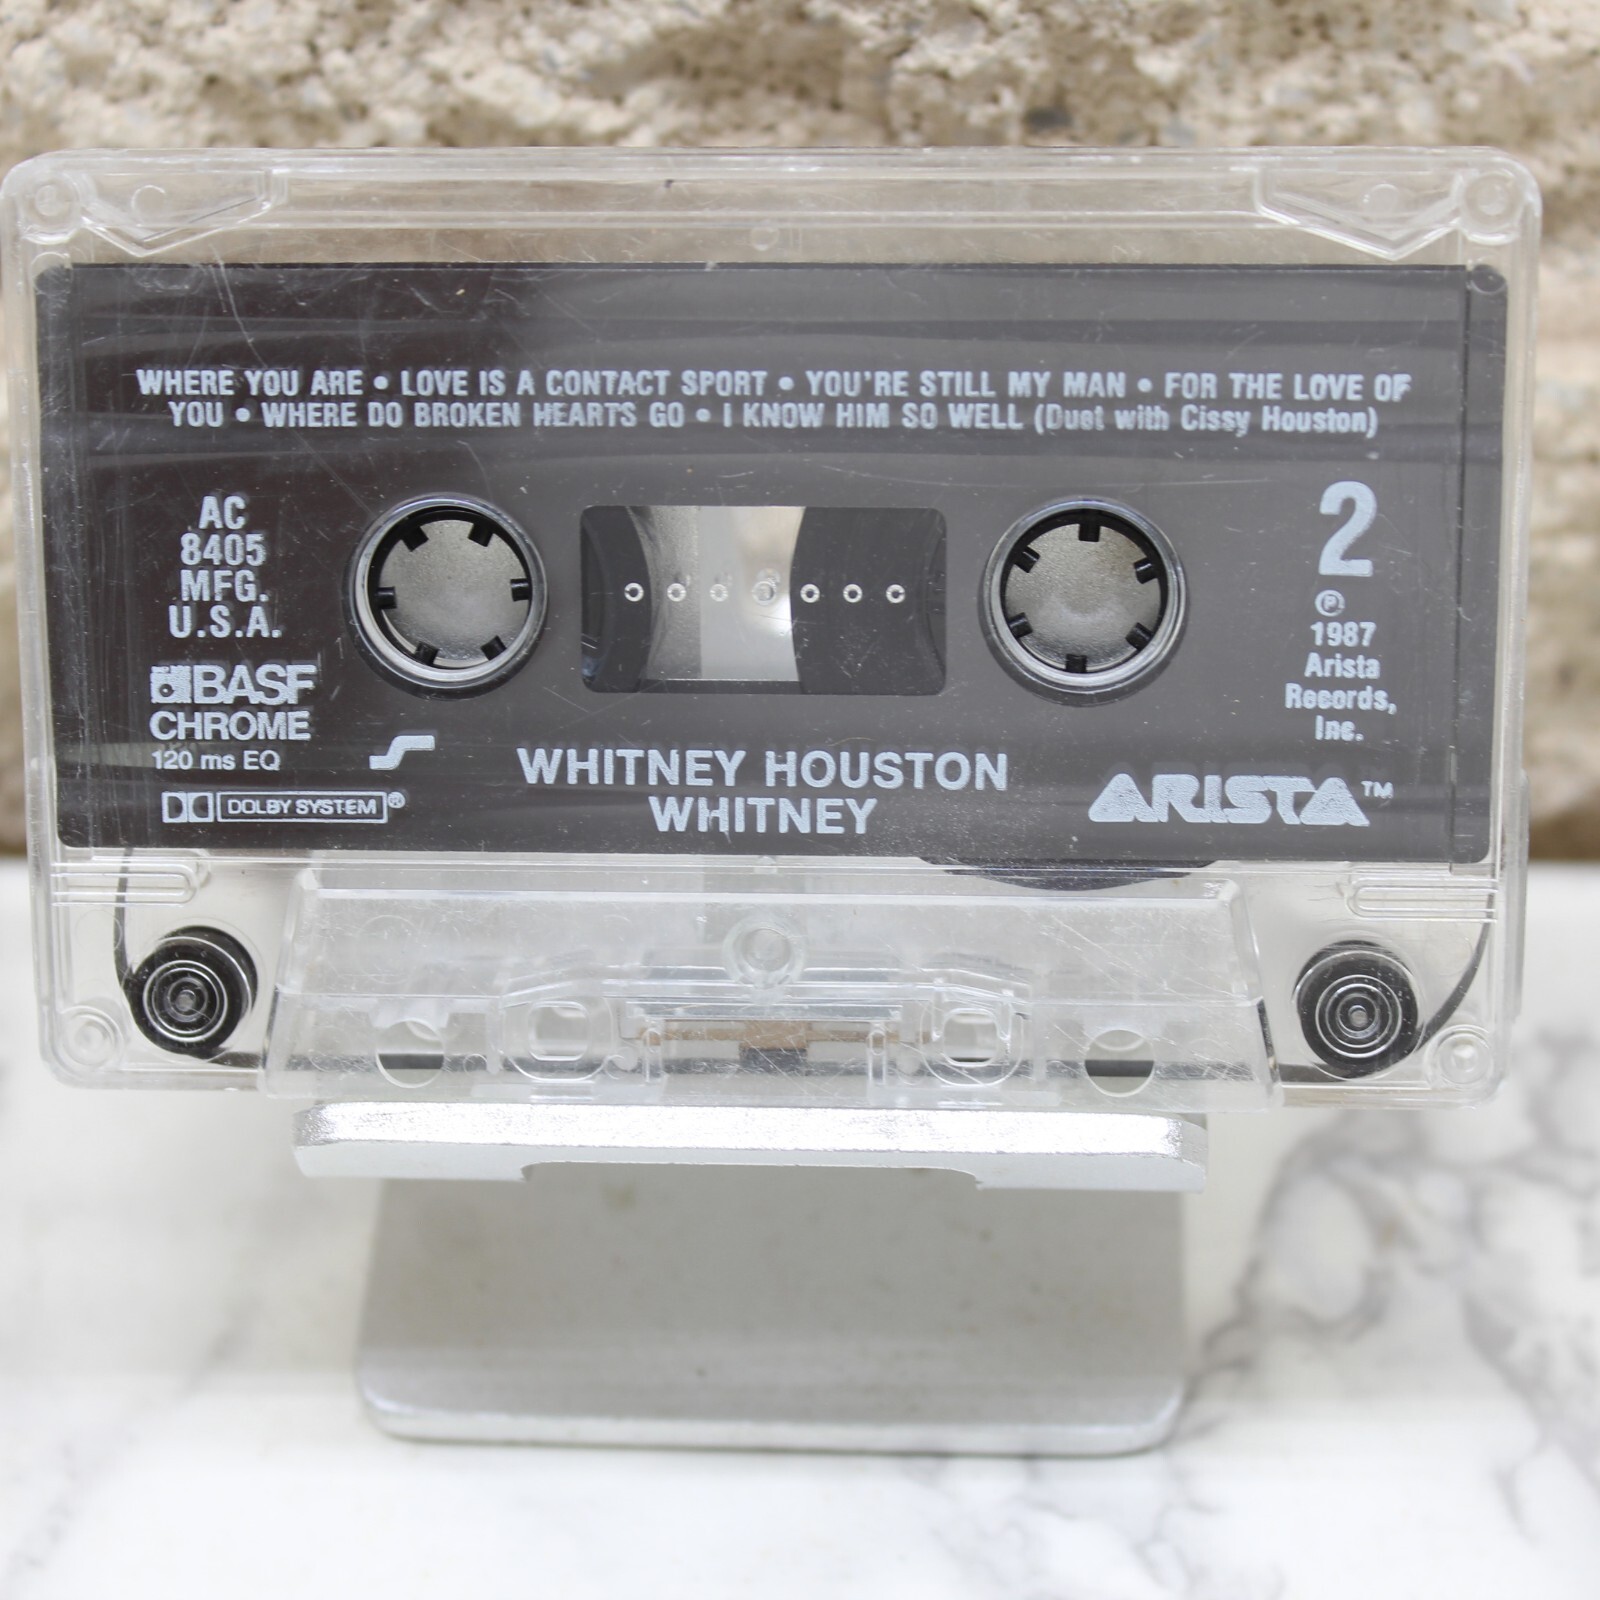 WHERE YOU ARE • LOVE IS A CONTACT SPORT • YOU'RE STILL MY MAN • FOR THE LOVE OF
YOU • WHERE DO BROKEN HEARTS GO • I KNOW HIM SO WELL (Duet with Cissy Houston)
AC
8405
MFG.
U.S.A.
BASF
CHROME
120 ms EQ
DOLBY SYSTEM®
2
℗
1987
Arista
Records,
Inc.
WHITNEY HOUSTON
WHITNEY
ARISTA™